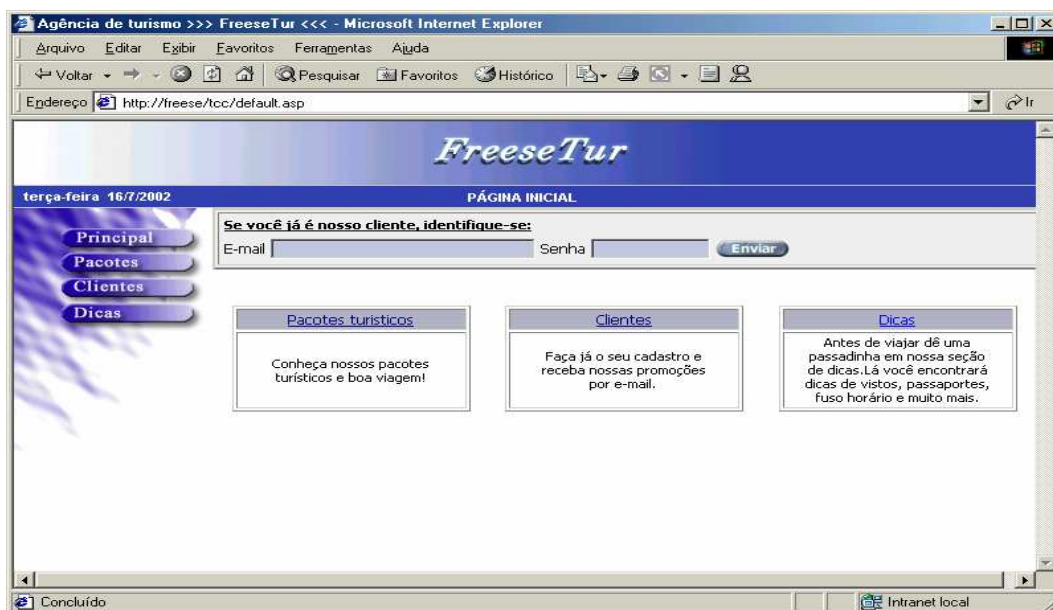 Agência de turismo >>> FreeseTur <<< - Microsoft Internet Explorer
Arquivo Editar Exibir Favoritos Ferramentas Ajuda
Voltar Pesquisar Favoritos Histórico
Endereço http://freese/tcc/default.asp Ir
FreeseTur
terça-feira 16/7/2002 PÁGINA INICIAL
Principal
Pacotes
Clientes
Dicas
Se você já é nosso cliente, identifique-se:
E-mail Senha Enviar
Pacotes turisticos
Conheça nossos pacotes
turísticos e boa viagem!
Clientes
Faça já o seu cadastro e
receba nossas promoções
por e-mail.
Dicas
Antes de viajar dê uma
passadinha em nossa seção
de dicas.Lá você encontrará
dicas de vistos, passaportes,
fuso horário e muito mais.
Concluído Intranet local